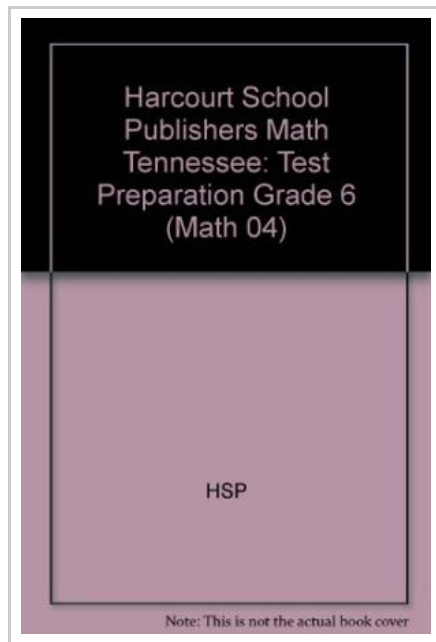 Harcourt School
Publishers Math
Tennessee: Test
Preparation Grade 6
(Math 04)
HSP
Note: This is not the actual book cover